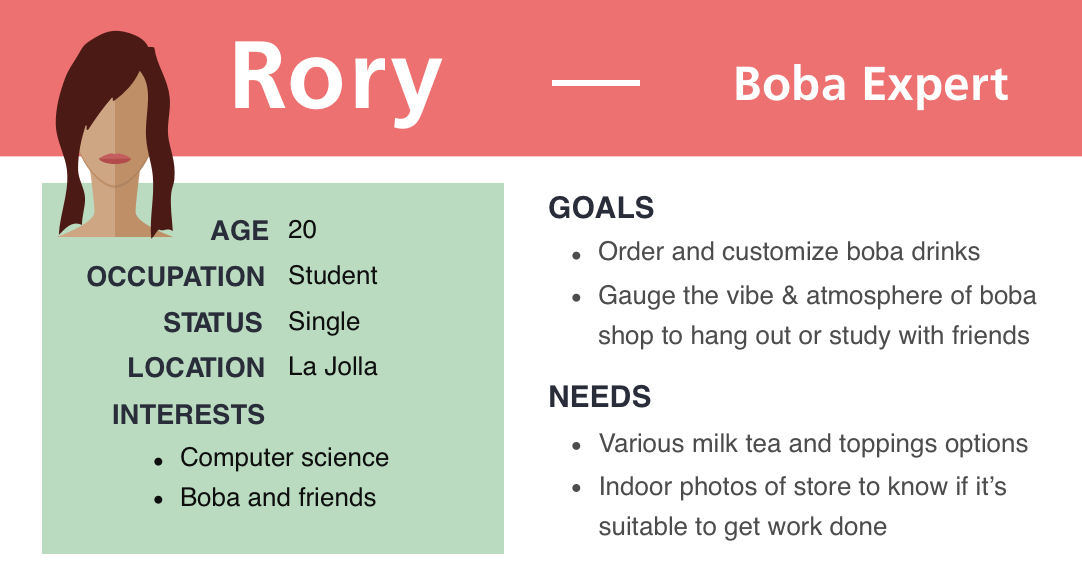 Rory — Boba Expert
AGE 20
OCCUPATION Student
STATUS Single
LOCATION La Jolla
INTERESTS
• Computer science
• Boba and friends
GOALS
• Order and customize boba drinks
• Gauge the vibe & atmosphere of boba
shop to hang out or study with friends
NEEDS
• Various milk tea and toppings options
• Indoor photos of store to know if it’s
suitable to get work done